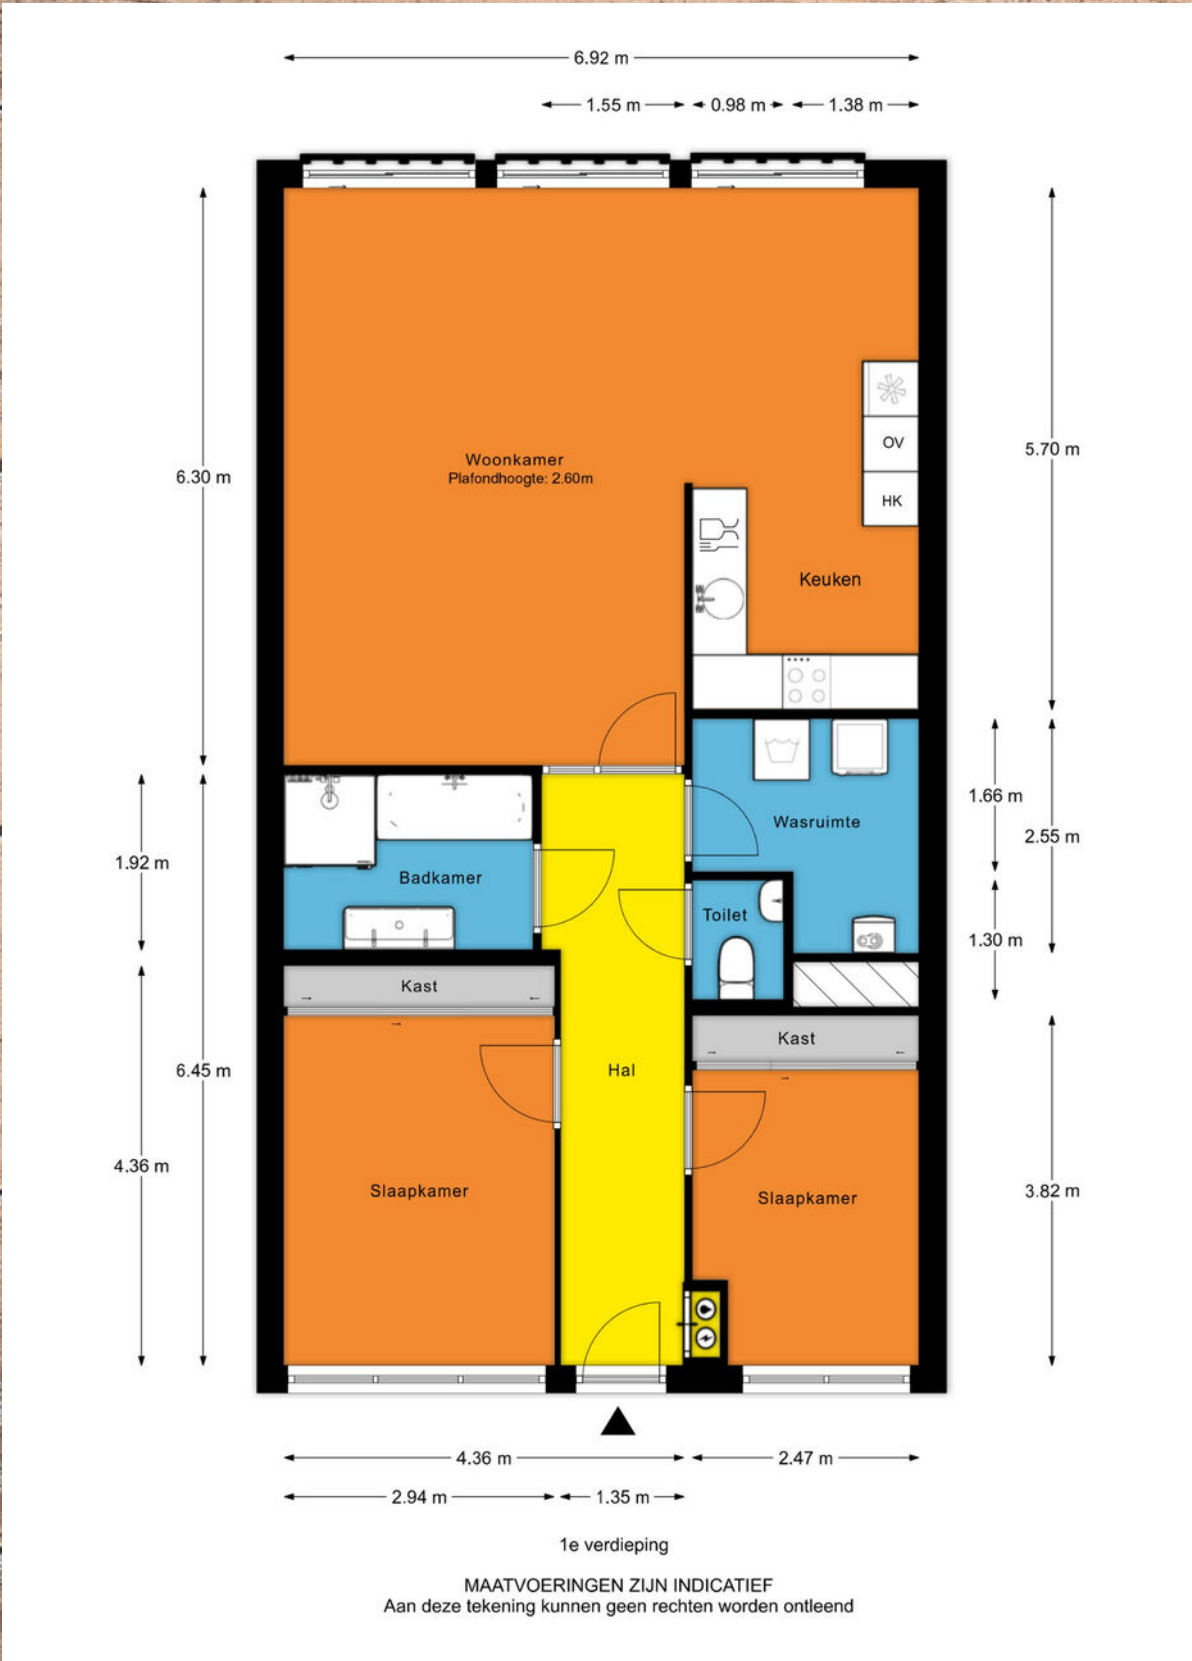 6.92 m
1.55 m
0.98 m
1.38 m
Woonkamer
Plafondhoogte: 2.60m
OV
HK
Keuken
6.30 m
5.70 m
Wasruimte
1.66 m
2.55 m
1.92 m
Badkamer
Toilet
1.30 m
Kast
Kast
Hal
6.45 m
4.36 m
Slaapkamer
Slaapkamer
3.82 m
4.36 m
2.47 m
2.94 m
1.35 m
1e verdieping
MAATVOERINGEN ZIJN INDICATIEF
Aan deze tekening kunnen geen rechten worden ontleend